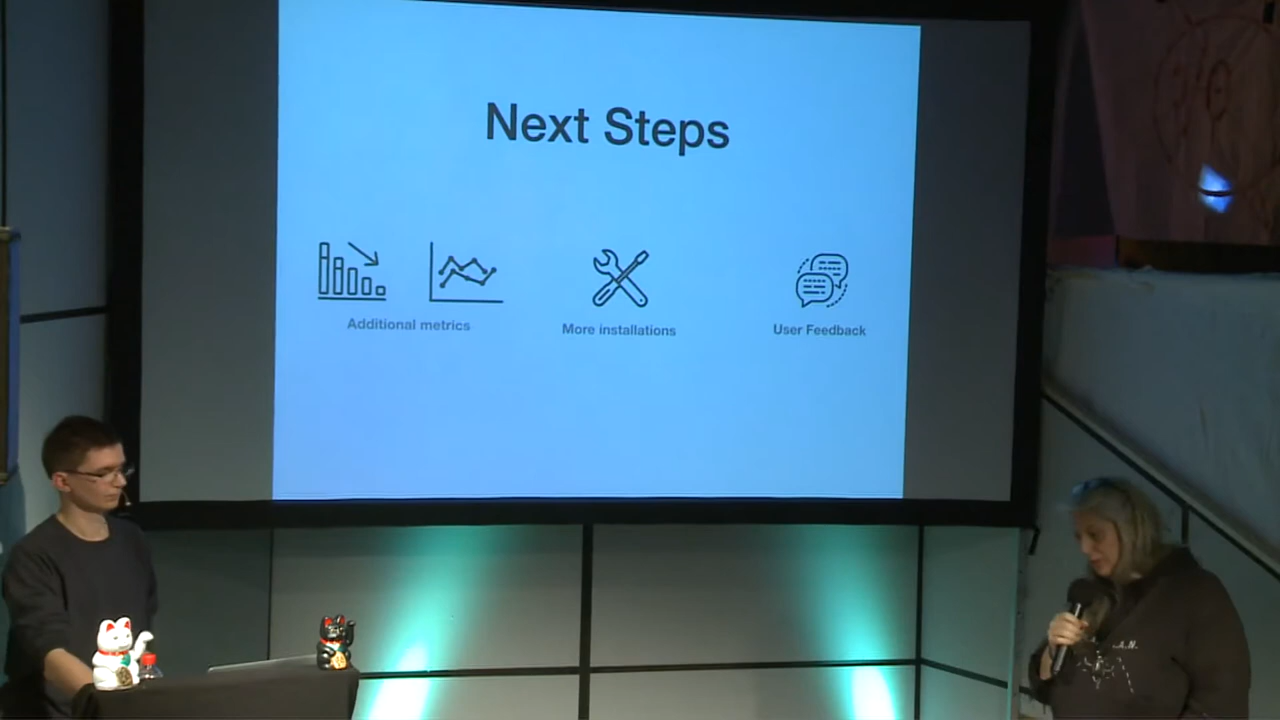 Next Steps
Additional metrics
More installations
User Feedback